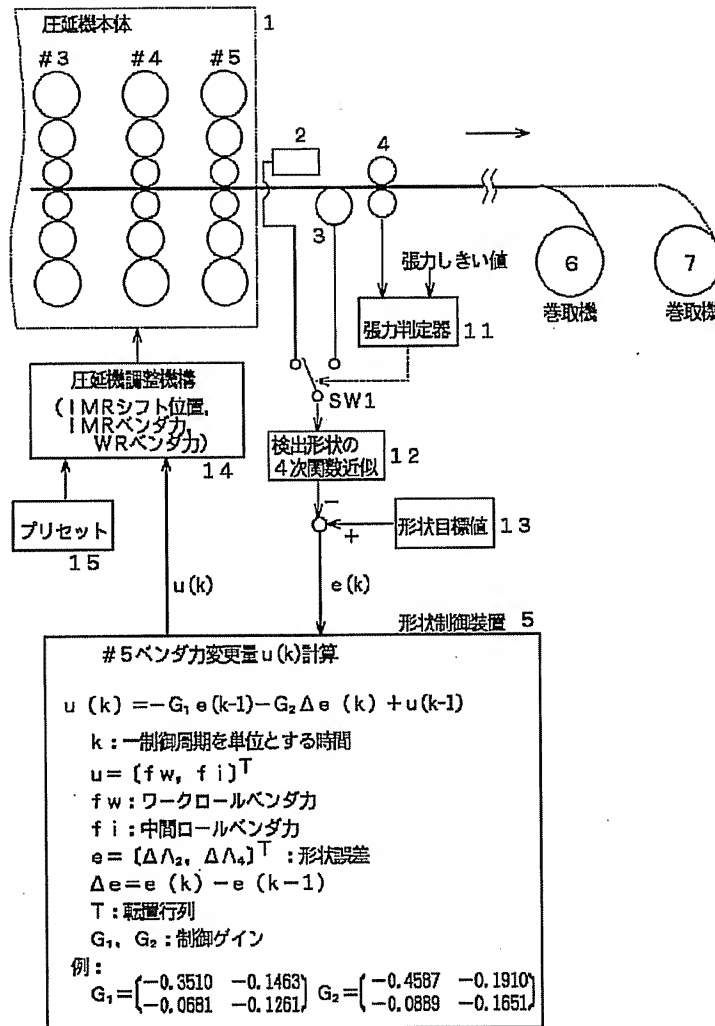 圧延機本体
1
#3 #4 #5
2
4
3
張力しきい値
6
7
巻取機
巻取機
張力判定器
11
圧延機調整機構
(IMRシフト位置,
IMRベンダ力,
WRベンダ力)
14
SW1
検出形状の
4次関数近似
12
プリセット
15
−
+
形状目標値
13
u(k)
e(k)
形状制御装置 5
#5ベンダ力変更量u(k)計算
u (k) =−G₁ e(k-1)−G₂Δe (k) +u(k-1)
k:一制御周期を単位とする時間
u= [fw, fi]ᵀ
fw:ワークロールベンダ力
fi:中間ロールベンダ力
e= [ΔΛ₂, ΔΛ₄]ᵀ :形状誤差
Δe=e (k) −e (k−1)
T:転置行列
G₁, G₂:制御ゲイン
例:
G₁= (−0.3510 −0.1463 G₂= (−0.4587 −0.1910
−0.0681 −0.1261) −0.0889 −0.1651)